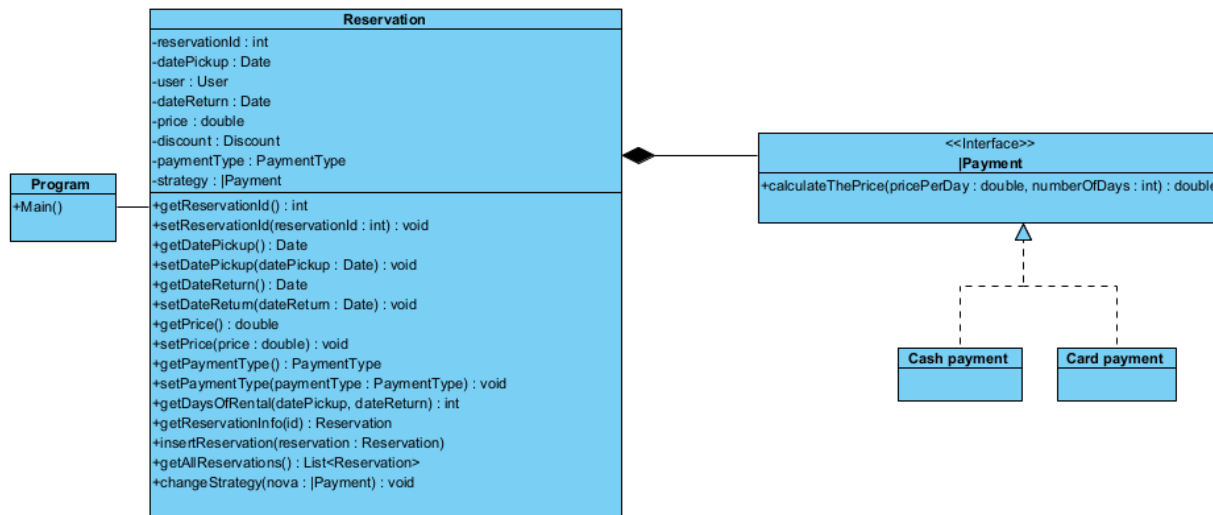 Reservation
-reservationId : int
-datePickup : Date
-user : User
-dateReturn : Date
-price : double
-discount : Discount
-paymentType : PaymentType
-strategy : |Payment
+getReservationId() : int
+setReservationId(reservationId : int) : void
+getDatePickup() : Date
+setDatePickup(datePickup : Date) : void
+getDateReturn() : Date
+setDateReturn(dateReturn : Date) : void
+getPrice() : double
+setPrice(price : double) : void
+getPaymentType() : PaymentType
+setPaymentType(paymentType : PaymentType) : void
+getDaysOfRental(datePickup, dateReturn) : int
+getReservationInfo(id) : Reservation
+insertReservation(reservation : Reservation)
+getAllReservations() : List<Reservation>
+changeStrategy(nova : |Payment) : void
Program
+Main()
<<Interface>>
|Payment
+calculateThePrice(pricePerDay : double, numberOfDays : int) : double
Cash payment
Card payment